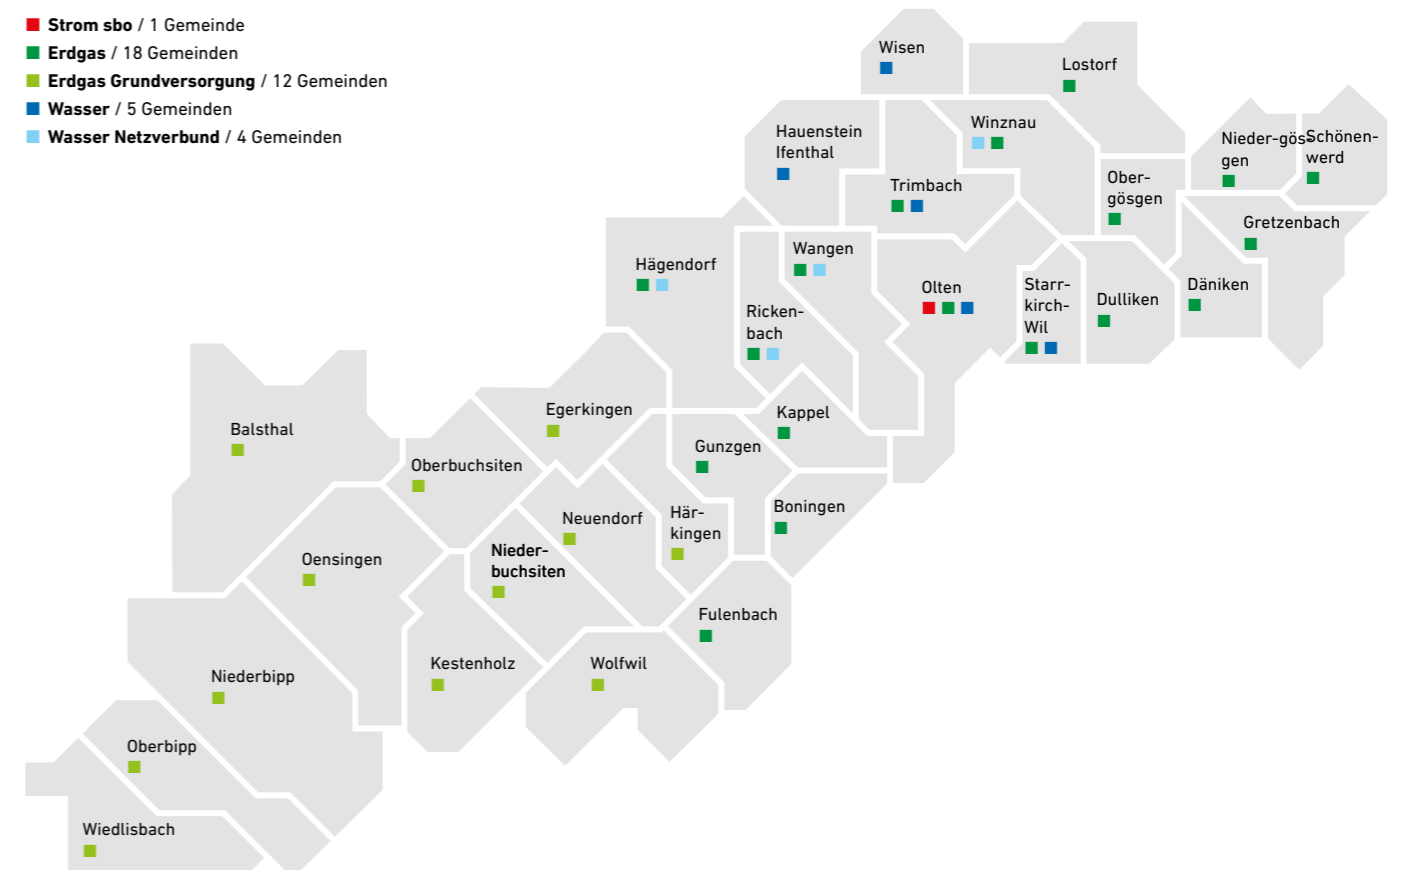 Strom sbo / 1 Gemeinde
Erdgas / 18 Gemeinden
Erdgas Grundversorgung / 12 Gemeinden
Wasser / 5 Gemeinden
Wasser Netzverbund / 4 Gemeinden
Wisen
Lostorf
Hauenstein
Ifenthal
Winznau
Nieder-gös-
gen
Schönen-
werd
Trimbach
Ober-
gösgen
Gretzenbach
Hägendorf
Wangen
Olten
Starr-
kirch-
Wil
Dulliken
Däniken
Ricken-
bach
Balsthal
Egerkingen
Kappel
Oberbuchsiten
Gunzgen
Oensingen
Neuendorf
Här-
kingen
Boningen
Nieder-
buchsiten
Fulenbach
Niederbipp
Kestenholz
Wolfwil
Oberbipp
Wiedlisbach